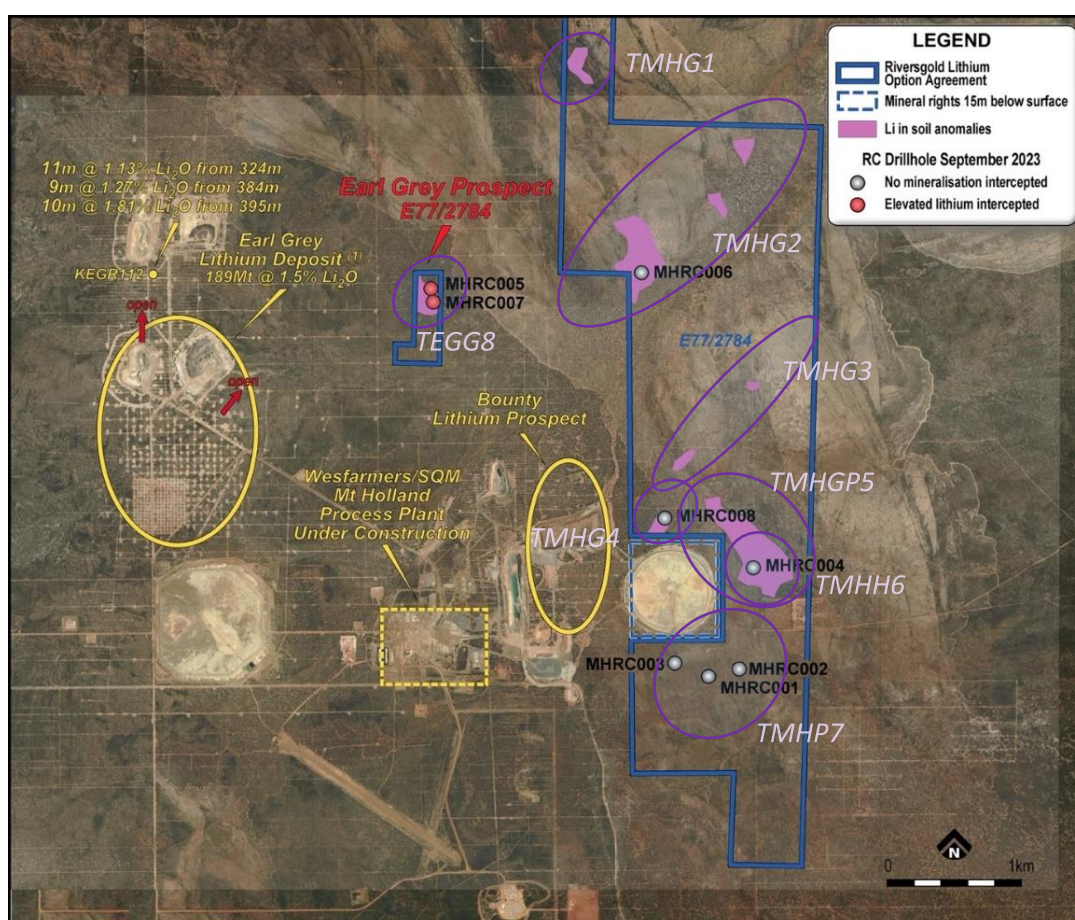 LEGEND
Riversgold Lithium
Option Agreement
Mineral rights 15m below surface
Li in soil anomalies
RC Drillhole September 2023
No mineralisation intercepted
Elevated lithium intercepted
TMHG1
11m @ 1.13% Li₂O from 324m
9m @ 1.27% Li₂O from 384m
10m @ 1.81% Li₂O from 395m
Earl Grey Prospect
E77/2784
Earl Grey
Lithium Deposit (1)
189Mt @ 1.5% Li₂O
KEGR112
open
open
MHRC005
MHRC007
TEGG8
TMHG2
MHRC006
E77/2784
TMHG3
Bounty
Lithium Prospect
Wesfarmers/SQM
Mt Holland
Process Plant
Under Construction
TMHG4
TMHGP5
MHRC008
MHRC004
TMHH6
MHRC003
MHRC002
MHRC001
TMHP7
N
0
1km